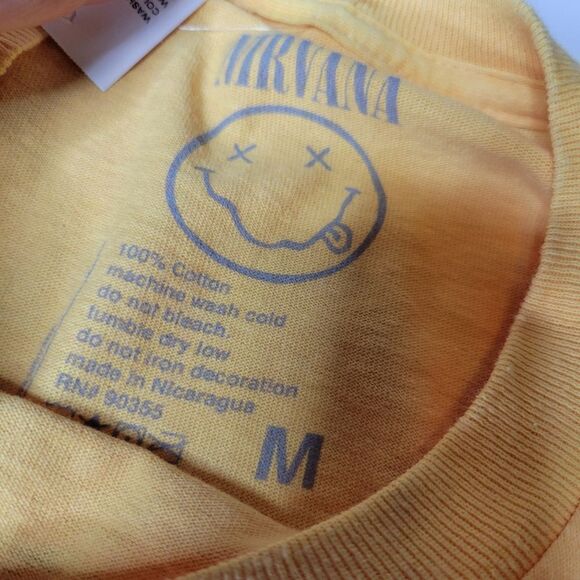 NIRVANA
100% Cotton
machine wash cold
do not bleach.
tumble dry low
do not iron decoration
made in Nicaragua
RN# 90355
M